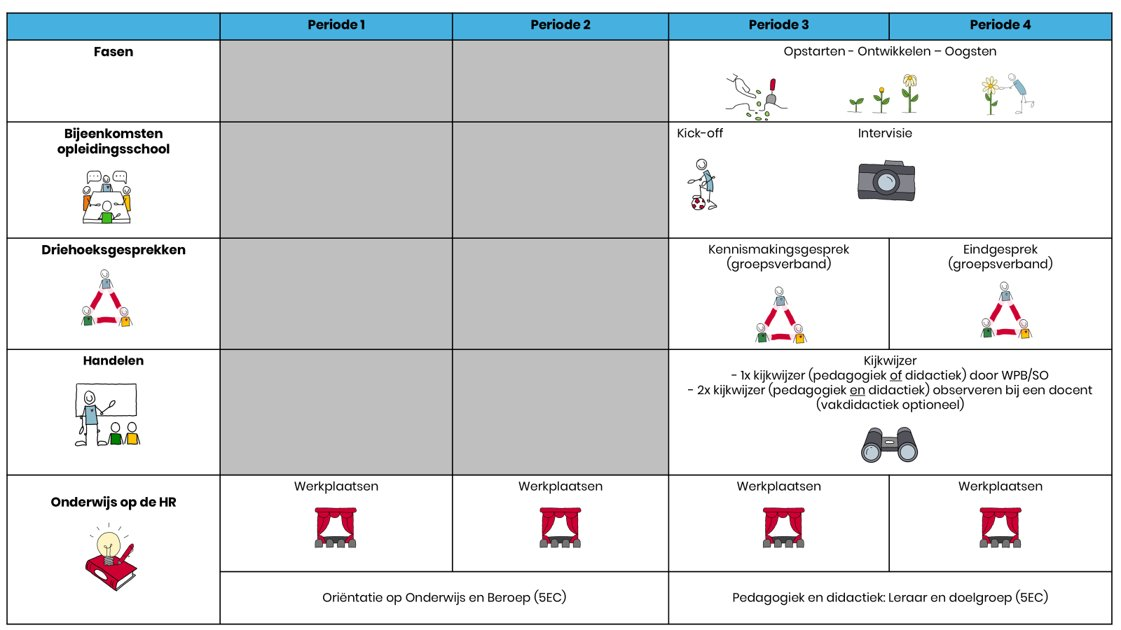 Periode 1
Periode 2
Periode 3
Periode 4
Fasen
Opstarten - Ontwikkelen – Oogsten
Bijeenkomsten
opleidingsschool
Kick-off
Intervisie
Driehoeksgesprekken
Kennismakingsgesprek
(groepsverband)
Eindgesprek
(groepsverband)
Handelen
Kijkwijzer
- 1x kijkwijzer (pedagogiek of didactiek) door WPB/SO
- 2x kijkwijzer (pedagogiek en didactiek) observeren bij een docent
(vakdidactiek optioneel)
Onderwijs op de HR
Werkplaatsen
Werkplaatsen
Werkplaatsen
Werkplaatsen
Oriëntatie op Onderwijs en Beroep (5EC)
Pedagogiek en didactiek: Leraar en doelgroep (5EC)